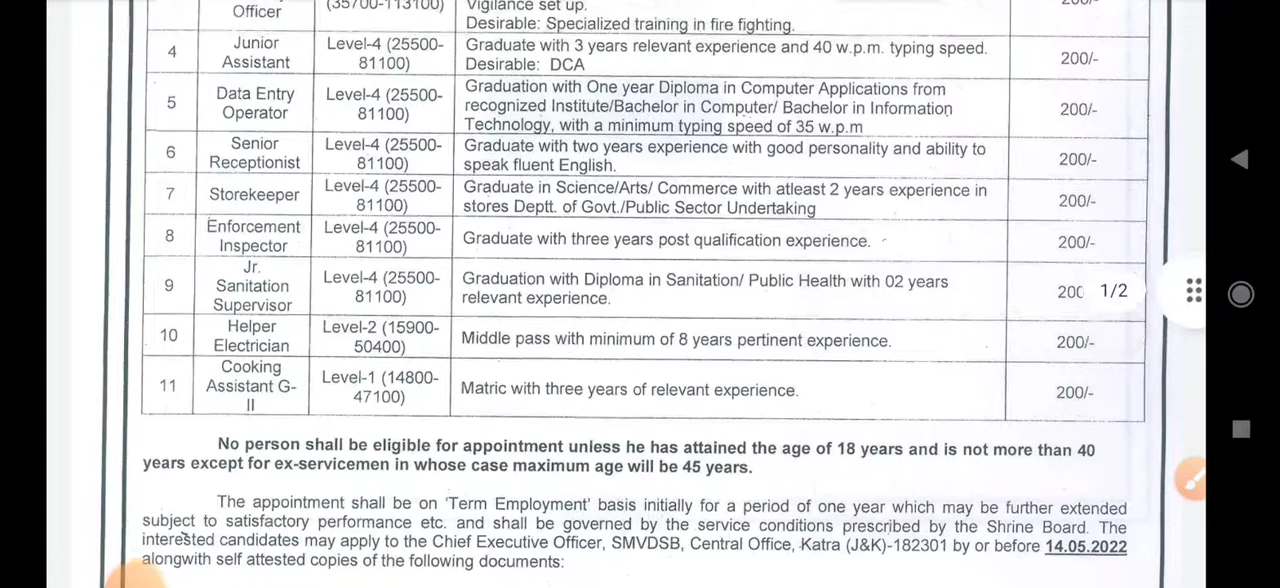 Officer
(35700-113100)
Vigilance set up.
Desirable: Specialized training in fire fighting.
200/-
4
Junior
Assistant
Level-4 (25500-
81100)
Graduate with 3 years relevant experience and 40 w.p.m. typing speed.
Desirable: DCA
200/-
5
Data Entry
Operator
Level-4 (25500-
81100)
Graduation with One year Diploma in Computer Applications from
recognized Institute/Bachelor in Computer/ Bachelor in Information
Technology, with a minimum typing speed of 35 w.p.m
200/-
6
Senior
Receptionist
Level-4 (25500-
81100)
Graduate with two years experience with good personality and ability to
speak fluent English.
200/-
7
Storekeeper
Level-4 (25500-
81100)
Graduate in Science/Arts/ Commerce with atleast 2 years experience in
stores Deptt. of Govt./Public Sector Undertaking
200/-
8
Enforcement
Inspector
Level-4 (25500-
81100)
Graduate with three years post qualification experience.
200/-
9
Jr.
Sanitation
Supervisor
Level-4 (25500-
81100)
Graduation with Diploma in Sanitation/ Public Health with 02 years
relevant experience.
200
1/2
10
Helper
Electrician
Level-2 (15900-
50400)
Middle pass with minimum of 8 years pertinent experience.
200/-
11
Cooking
Assistant G-
II
Level-1 (14800-
47100)
Matric with three years of relevant experience.
200/-
No person shall be eligible for appointment unless he has attained the age of 18 years and is not more than 40
years except for ex-servicemen in whose case maximum age will be 45 years.
The appointment shall be on 'Term Employment' basis initially for a period of one year which may be further extended
subject to satisfactory performance etc. and shall be governed by the service conditions prescribed by the Shrine Board. The
interested candidates may apply to the Chief Executive Officer, SMVDSB, Central Office, Katra (J&K)-182301 by or before 14.05.2022
alongwith self attested copies of the following documents: